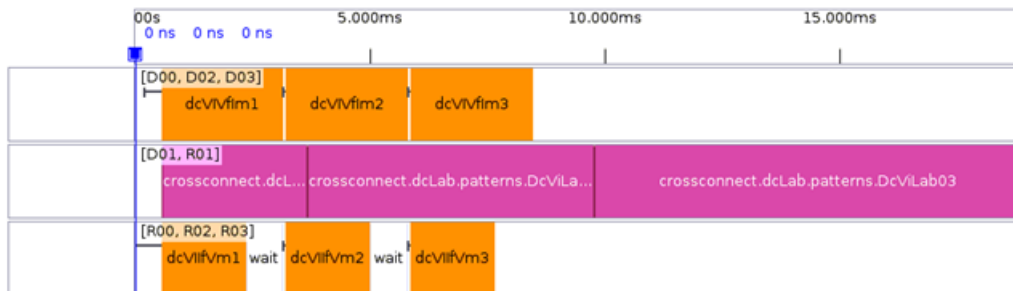 00s 5.000ms 10.000ms 15.000ms
0 ns 0 ns 0 ns
[D00, D02, D03]
dcVIVfIm1 dcVIVfIm2 dcVIVfIm3
[D01, R01]
crossconnect.dcL... crossconnect.dcLab.patterns.DcViLa... crossconnect.dcLab.patterns.DcViLab03
[R00, R02, R03]
dcVIIfVm1 wait dcVIIfVm2 wait dcVIIfVm3